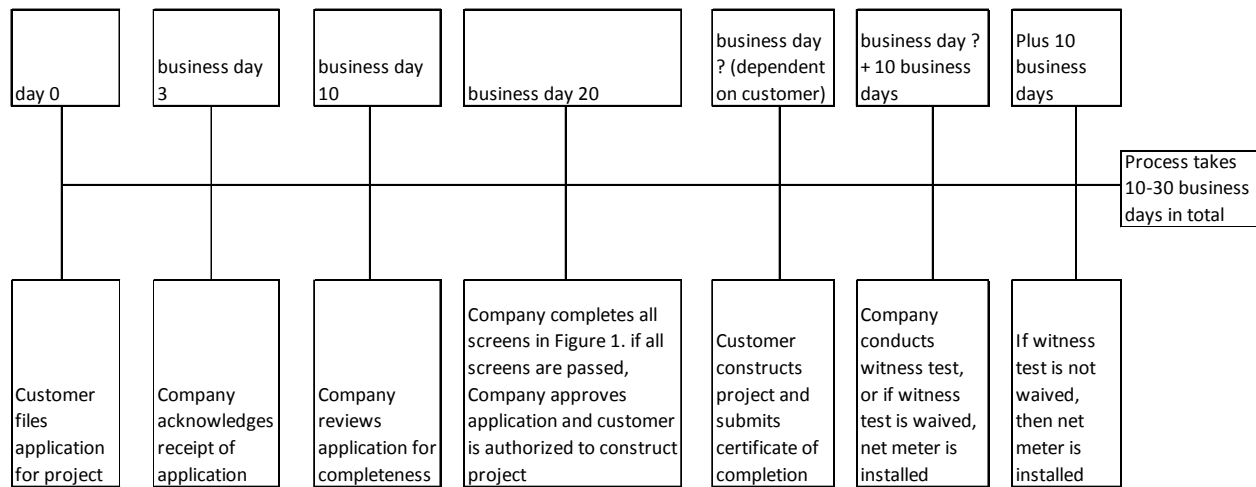 day 0
business day
3
business day
10
business day 20
business day
? (dependent
on customer)
business day ?
+ 10 business
days
Plus 10
business
days
Process takes
10-30 business
days in total
Customer
files
application
for project
Company
acknowledges
receipt of
application
Company
reviews
application for
completeness
Company completes all
screens in Figure 1. if all
screens are passed,
Company approves
application and customer
is authorized to construct
project
Customer
constructs
project and
submits
certificate of
completion
Company
conducts
witness test,
or if witness
test is waived,
net meter is
installed
If witness
test is not
waived,
then net
meter is
installed